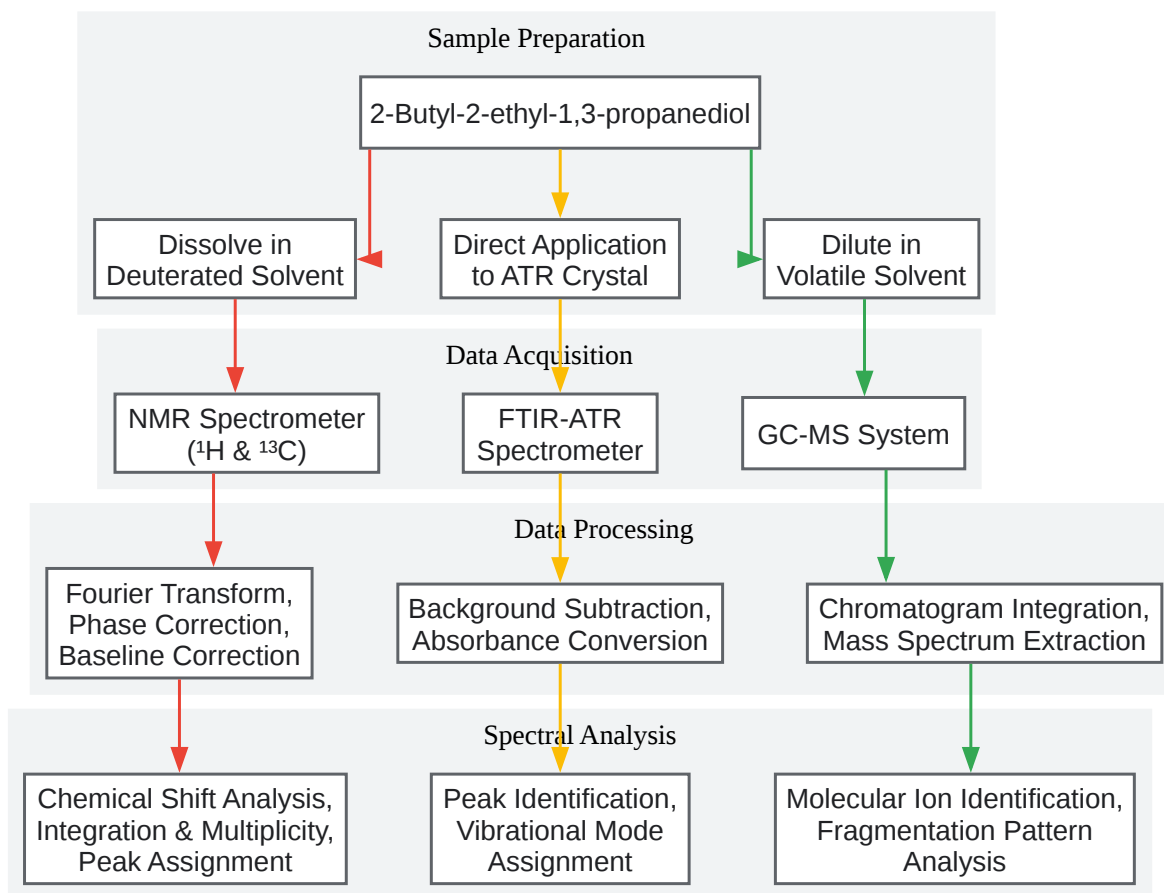 Sample Preparation
2-Butyl-2-ethyl-1,3-propanediol
Dissolve in
Deuterated Solvent
Direct Application
to ATR Crystal
Dilute in
Volatile Solvent
Data Acquisition
NMR Spectrometer
(¹H & ¹³C)
FTIR-ATR
Spectrometer
GC-MS System
Data Processing
Fourier Transform,
Phase Correction,
Baseline Correction
Background Subtraction,
Absorbance Conversion
Chromatogram Integration,
Mass Spectrum Extraction
Spectral Analysis
Chemical Shift Analysis,
Integration & Multiplicity,
Peak Assignment
Peak Identification,
Vibrational Mode
Assignment
Molecular Ion Identification,
Fragmentation Pattern
Analysis